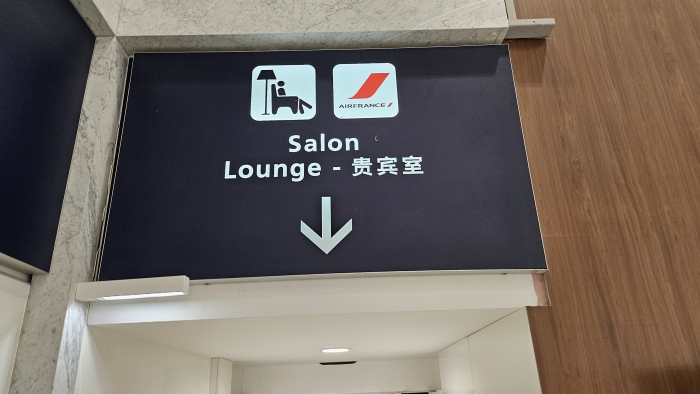 AIRFRANCE
Salon
Lounge - 贵宾室